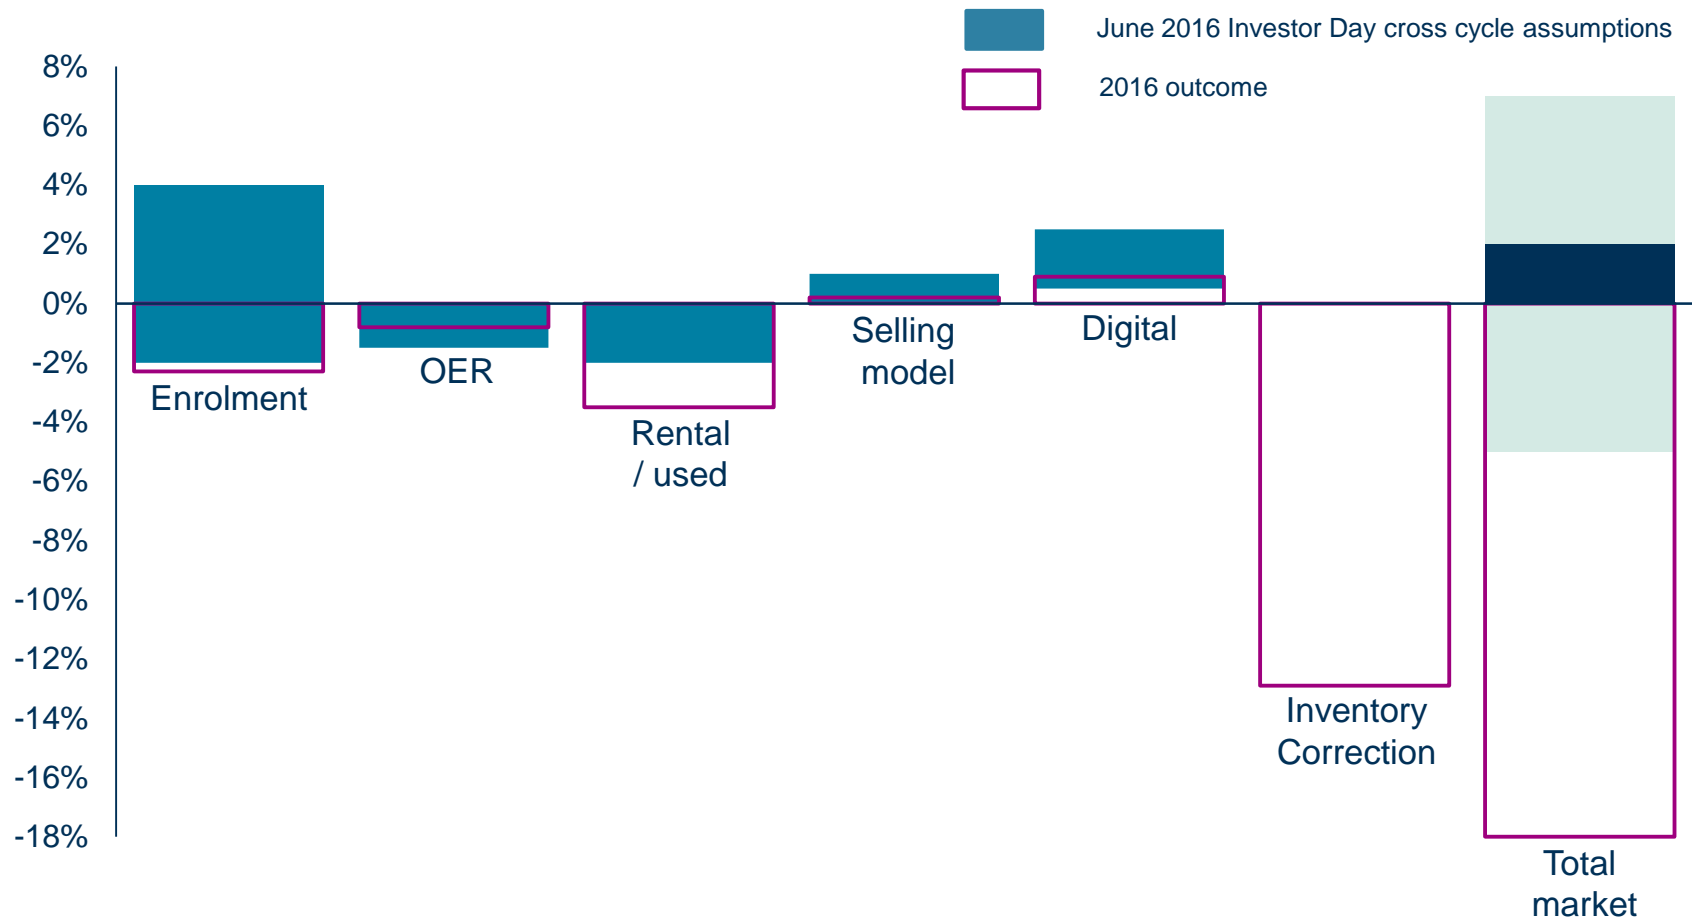 June 2016 Investor Day cross cycle assumptions
2016 outcome
8%
6%
4%
2%
0%
-2%
-4%
-6%
-8%
-10%
-12%
-14%
-16%
-18%
Enrolment
OER
Rental
/ used
Selling
model
Digital
Inventory
Correction
Total
market